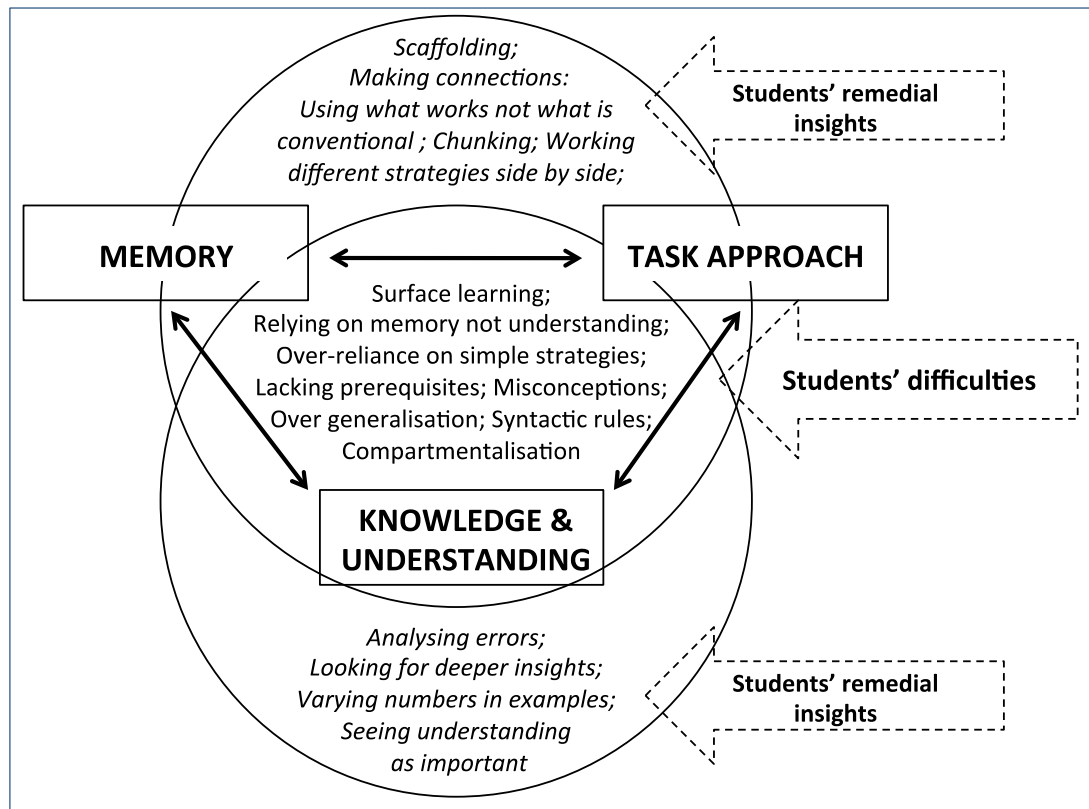 Scaffolding;
Making connections:
Using what works not what is
conventional ; Chunking; Working
different strategies side by side;
Students’ remedial
insights
MEMORY
TASK APPROACH
Surface learning;
Relying on memory not understanding;
Over-reliance on simple strategies;
Lacking prerequisites; Misconceptions;
Over generalisation; Syntactic rules;
Compartmentalisation
Students’ difficulties
KNOWLEDGE &
UNDERSTANDING
Analysing errors;
Looking for deeper insights;
Varying numbers in examples;
Seeing understanding
as important
Students’ remedial
insights